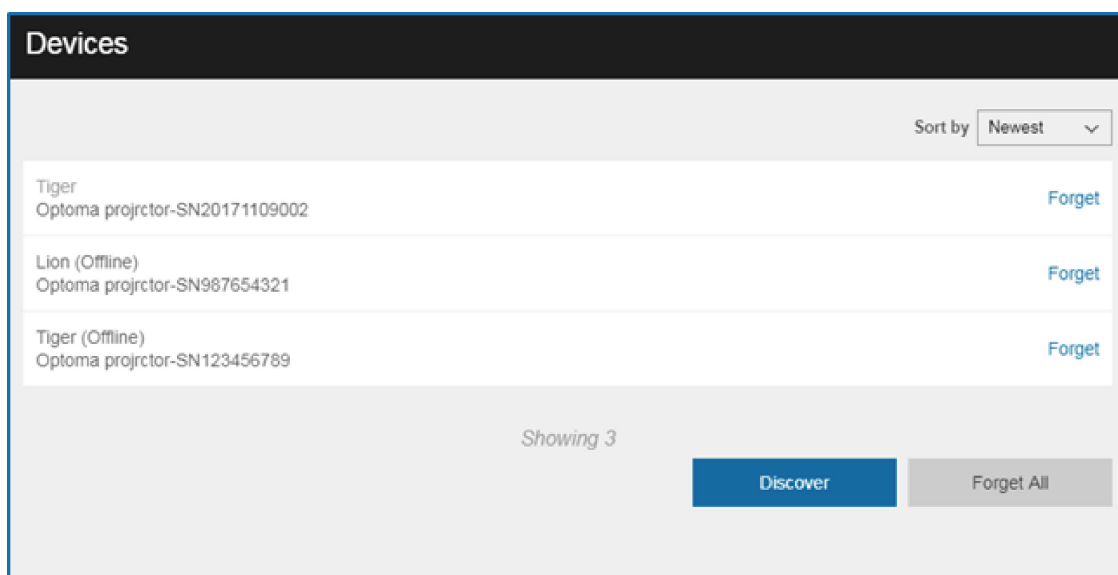 Devices
Sort by Newest
Tiger
Optoma projrctor-SN20171109002
Forget
Lion (Offline)
Optoma projrctor-SN987654321
Forget
Tiger (Offline)
Optoma projrctor-SN123456789
Forget
Showing 3
Discover
Forget All